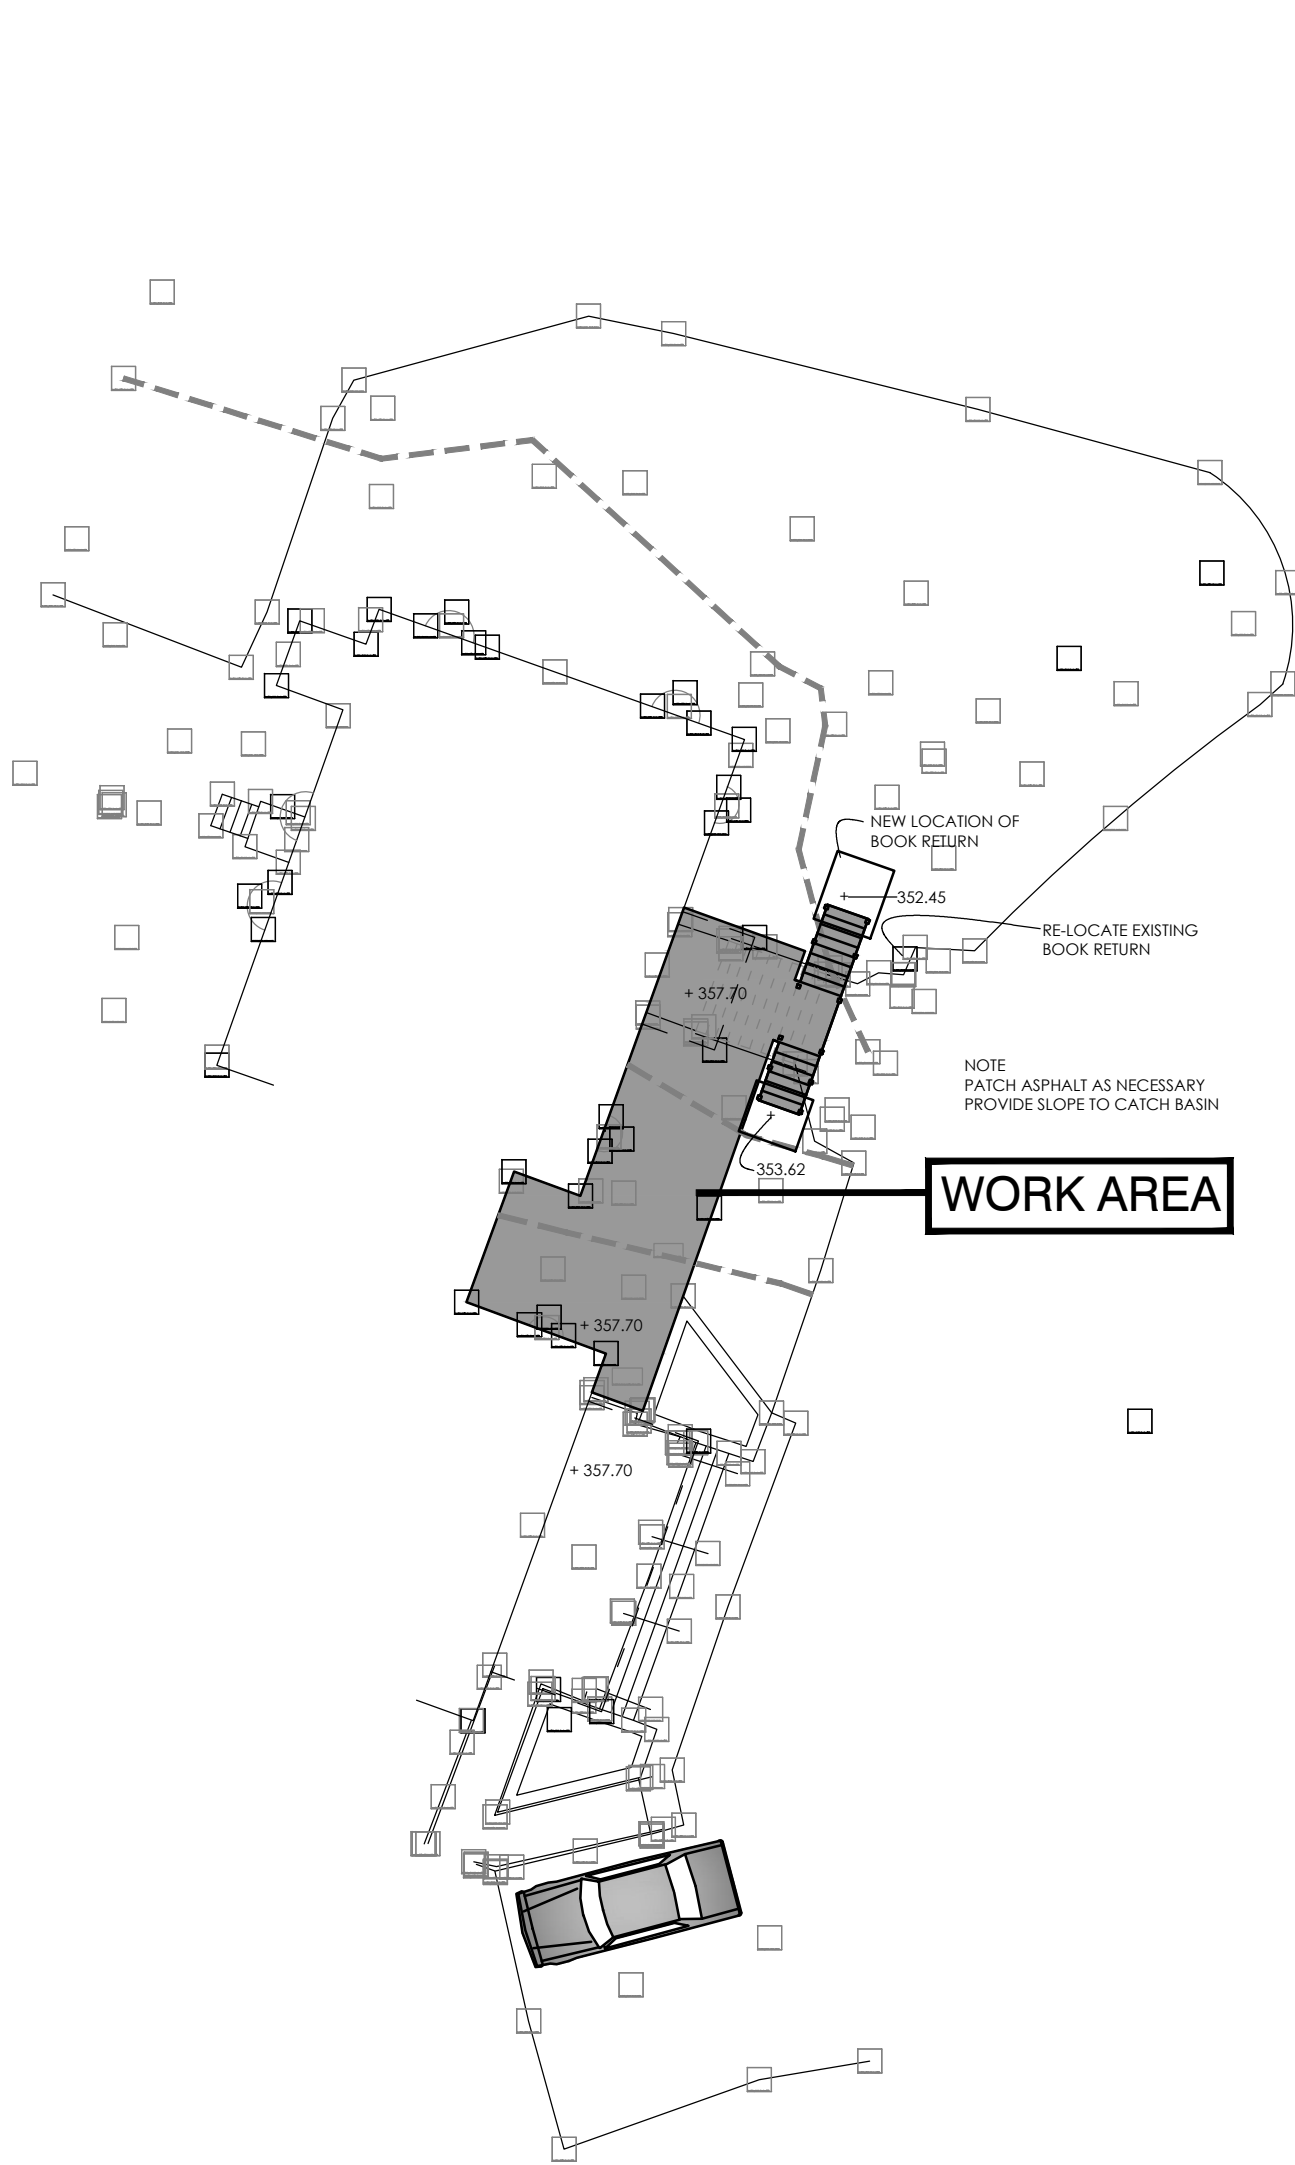 NEW LOCATION OF
BOOK RETURN
352.45
RE-LOCATE EXISTING
BOOK RETURN
+ 357.70
NOTE
PATCH ASPHALT AS NECESSARY
PROVIDE SLOPE TO CATCH BASIN
353.62
WORK AREA
+ 357.70
+ 357.70